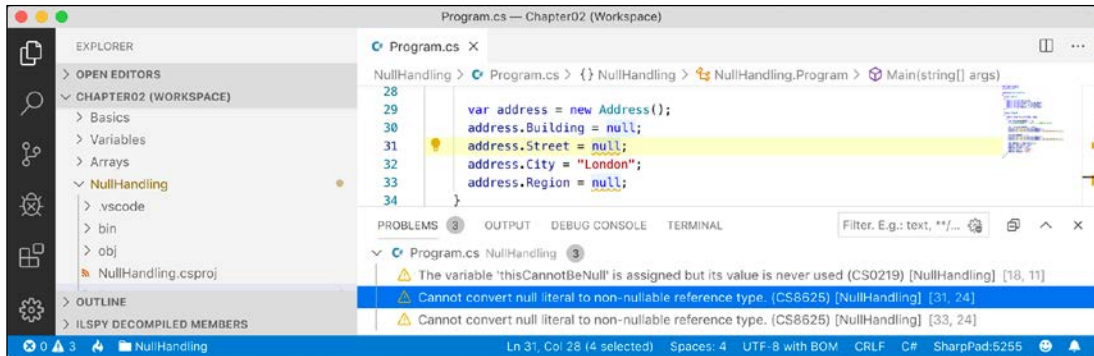 Program.cs — Chapter02 (Workspace)
EXPLORER
> OPEN EDITORS
CHAPTER02 (WORKSPACE)
> Basics
> Variables
> Arrays
NullHandling
> .vscode
> bin
> obj
NullHandling.csproj
> OUTLINE
> ILSPY DECOMPILED MEMBERS
Program.cs ×
NullHandling > Program.cs > {} NullHandling > NullHandling.Program > Main(string[] args)
28
29 var address = new Address();
30 address.Building = null;
31 address.Street = null;
32 address.City = "London";
33 address.Region = null;
34 }
PROBLEMS 3 OUTPUT DEBUG CONSOLE TERMINAL Filter. E.g.: text, **/...
Program.cs NullHandling 3
The variable 'thisCannotBeNull' is assigned but its value is never used (CS0219) [NullHandling] [18, 11]
Cannot convert null literal to non-nullable reference type. (CS8625) [NullHandling] [31, 24]
Cannot convert null literal to non-nullable reference type. (CS8625) [NullHandling] [33, 24]
0 3 NullHandling Ln 31, Col 28 (4 selected) Spaces: 4 UTF-8 with BOM CRLF C# SharpPad:5255